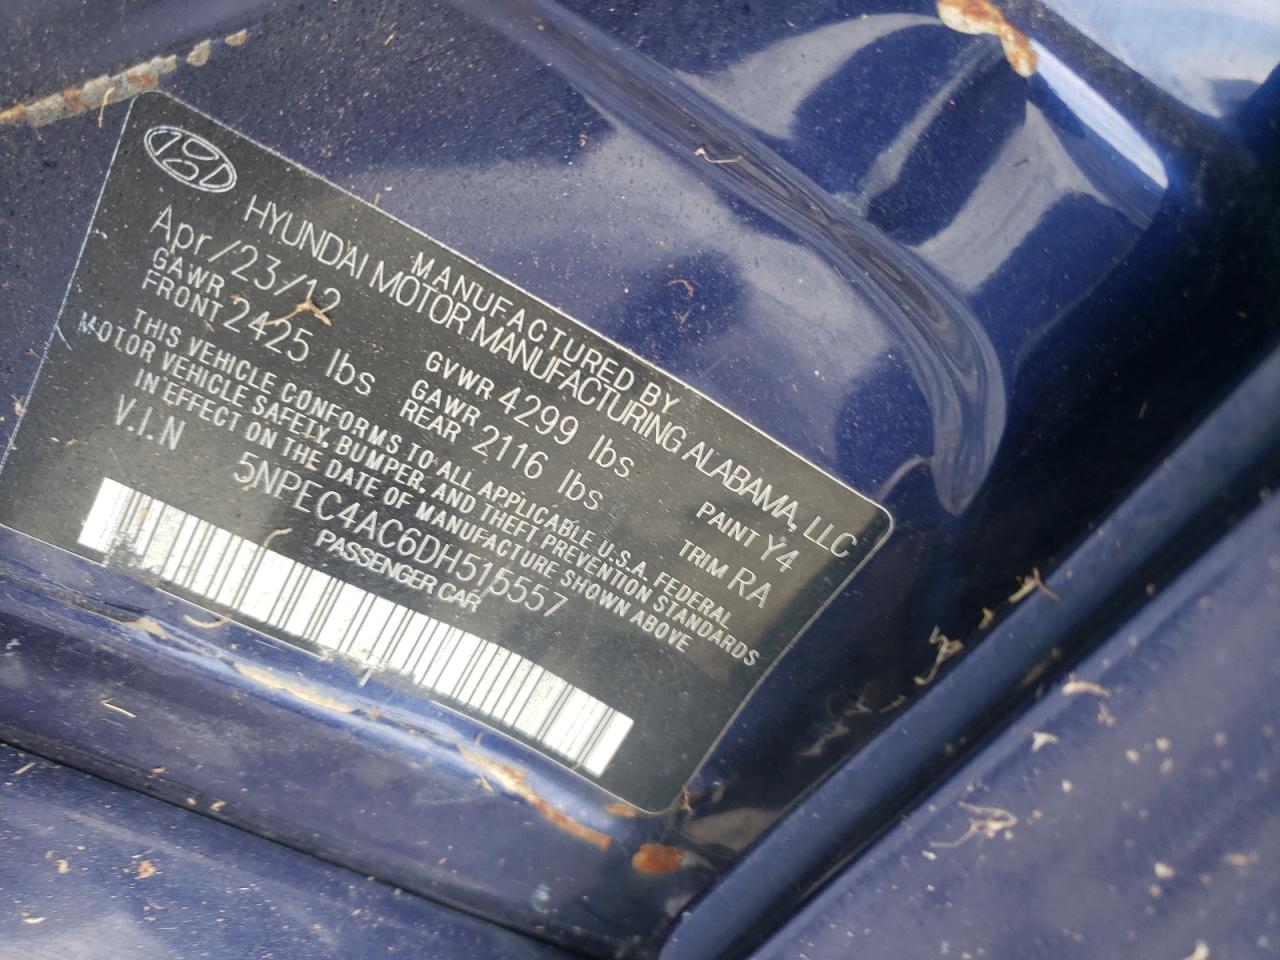 MANUFACTURED BY
HYUNDAI MOTOR MANUFACTURING ALABAMA, LLC
Apr/23/12 GVWR 4299 lbs PAINT Y4
GAWR FRONT 2425 lbs GAWR REAR 2116 lbs TRIM RA
THIS VEHICLE CONFORMS TO ALL APPLICABLE U.S.A. FEDERAL
MOTOR VEHICLE SAFETY, BUMPER, AND THEFT PREVENTION STANDARDS
IN EFFECT ON THE DATE OF MANUFACTURE SHOWN ABOVE
V.I.N 5NPEC4AC6DH515557
PASSENGER CAR